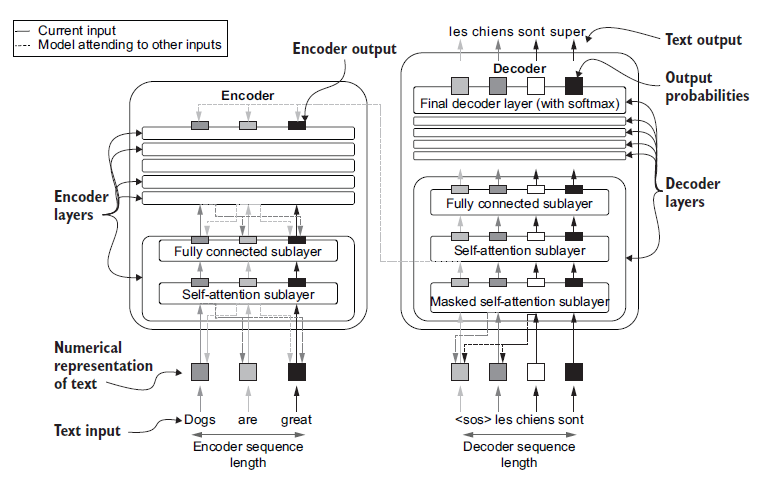 Current input
Model attending to other inputs
Encoder output
les chiens sont super
Text output
Output
probabilities
Encoder
Decoder
Final decoder layer (with softmax)
Encoder
layers
Decoder
layers
Fully connected sublayer
Self-attention sublayer
Fully connected sublayer
Self-attention sublayer
Masked self-attention sublayer
Numerical
representation
of text
Text input
Dogs are great
<sos> les chiens sont
Encoder sequence
length
Decoder sequence
length